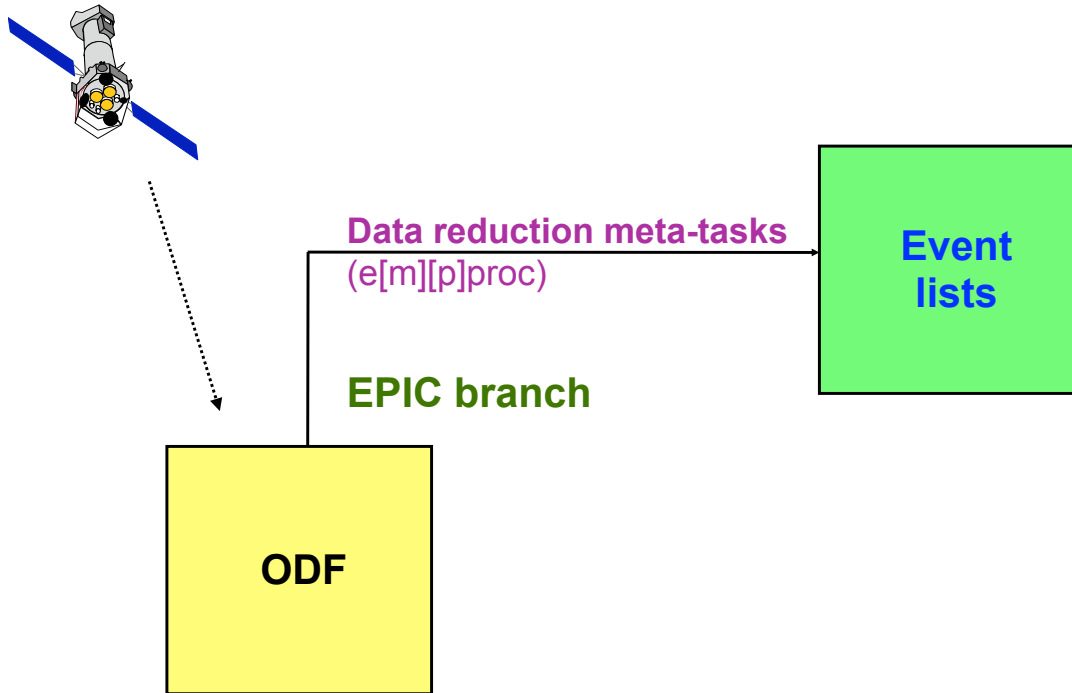 Data reduction meta-tasks
(e[m][p]proc)
Event
lists
EPIC branch
ODF